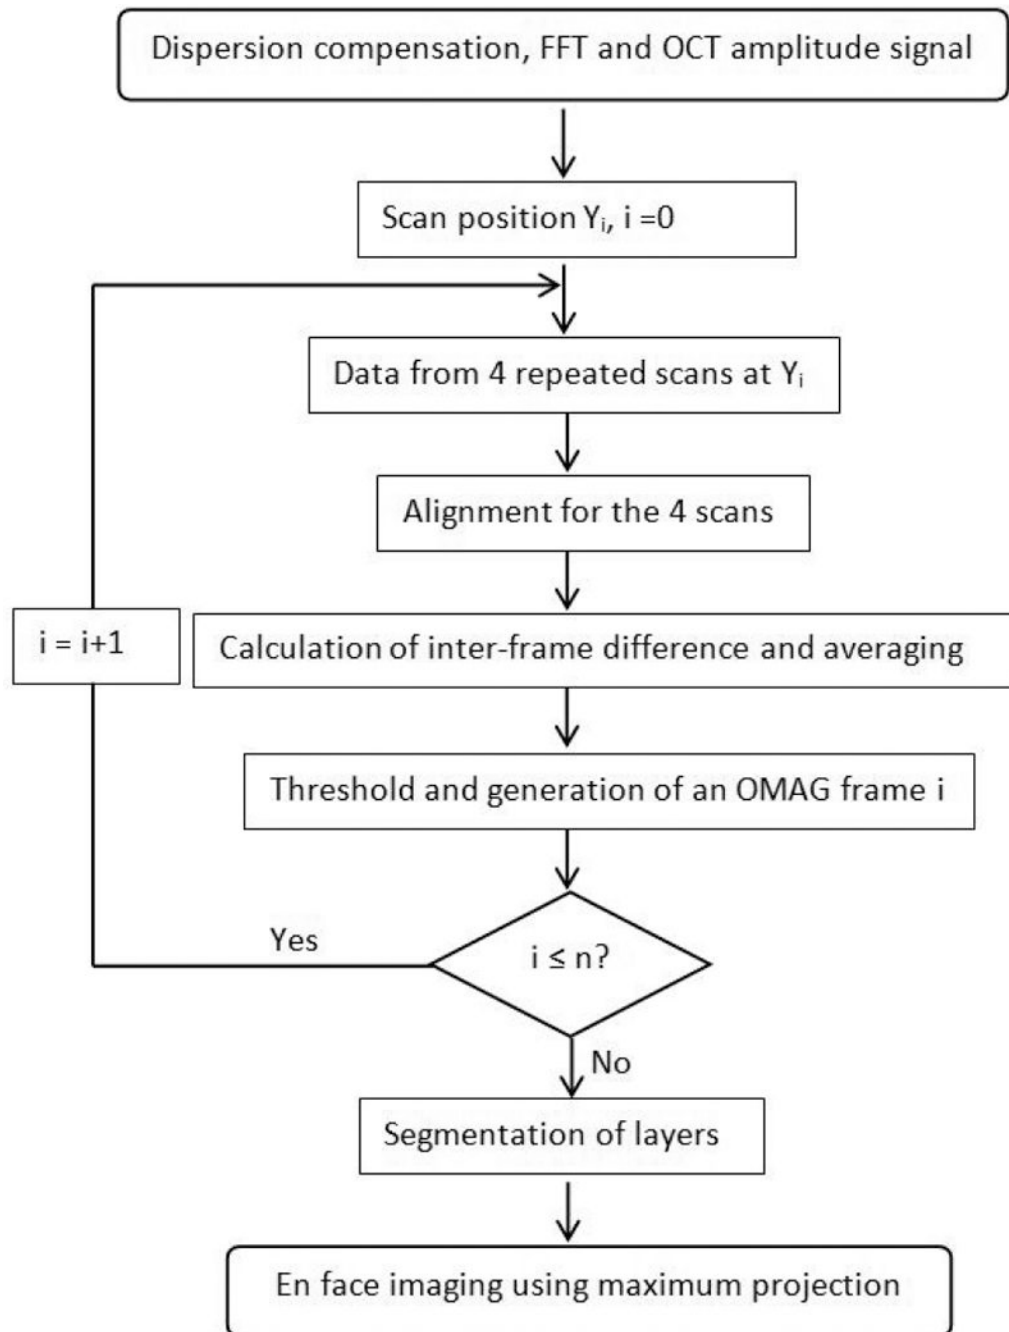 Dispersion compensation, FFT and OCT amplitude signal
Scan position Yᵢ, i =0
Data from 4 repeated scans at Yᵢ
Alignment for the 4 scans
i = i+1
Calculation of inter-frame difference and averaging
Threshold and generation of an OMAG frame i
Yes
i ≤ n?
No
Segmentation of layers
En face imaging using maximum projection